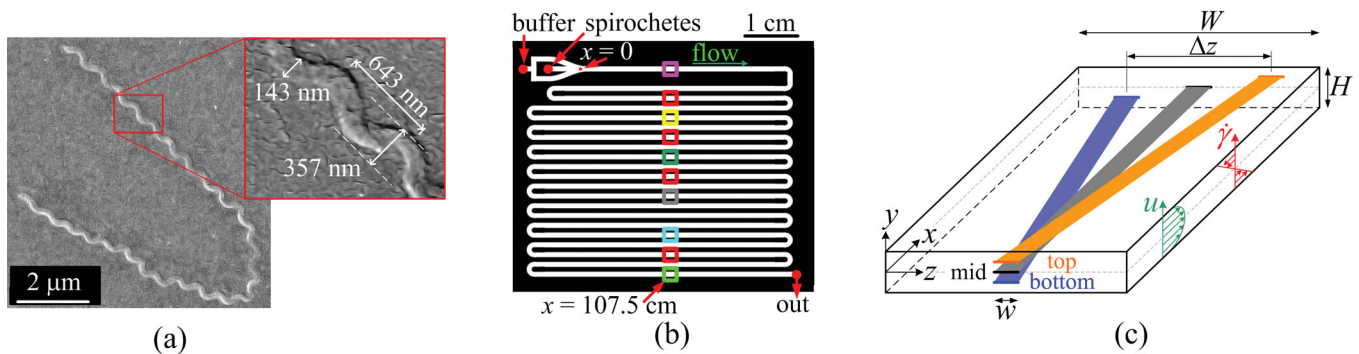 643 nm
143 nm
357 nm
2 μm
(a)
buffer spirochetes
1 cm
x = 0
flow
x = 107.5 cm
out
(b)
W
Δz
H
γ̇
u
y
x
z
mid
top
bottom
w
(c)